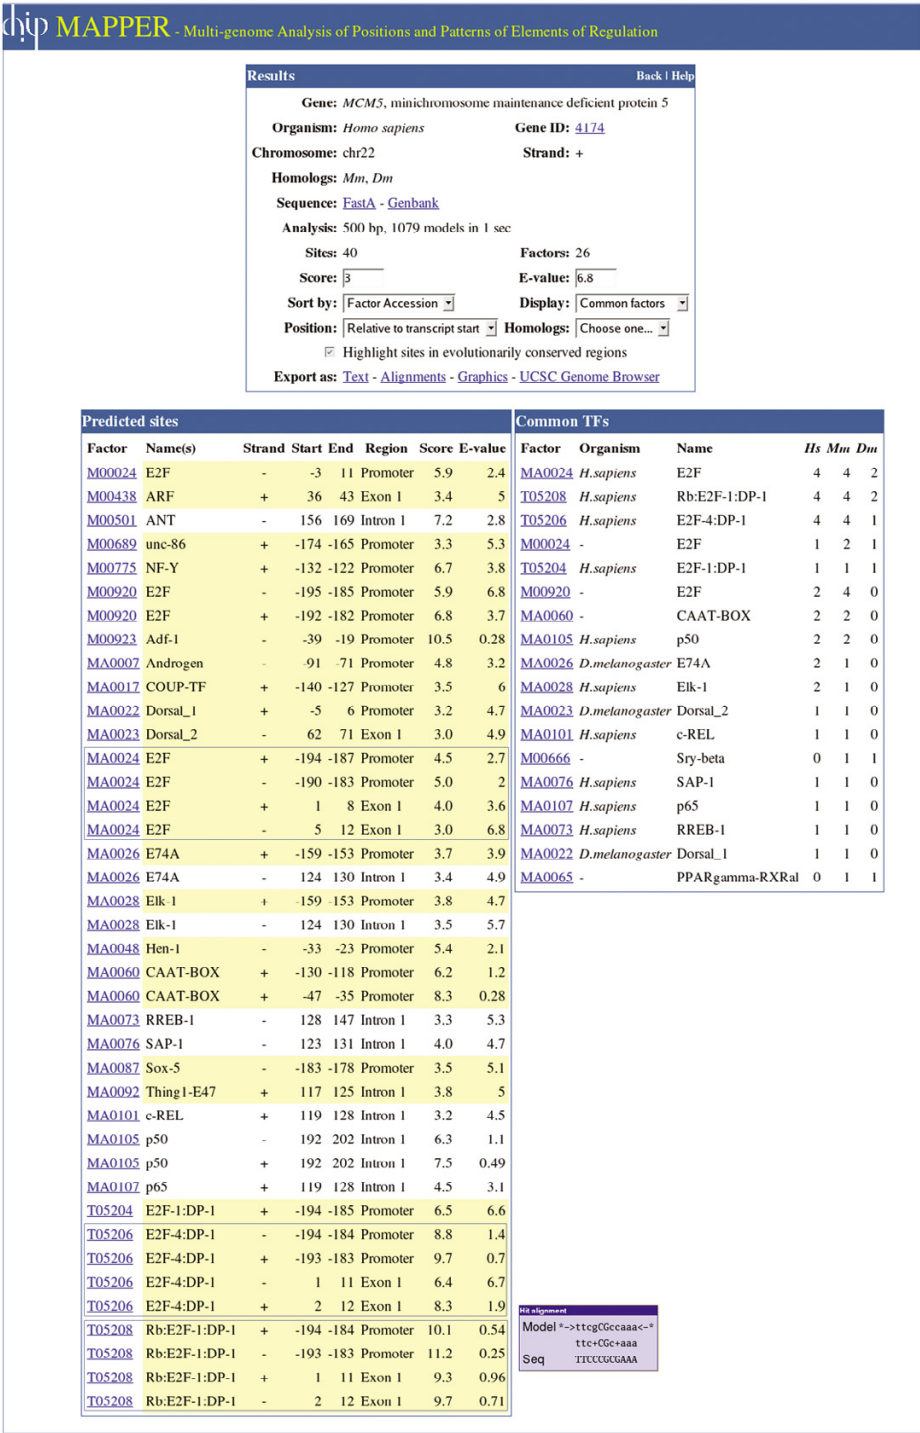 chip MAPPER - Multi-genome Analysis of Positions and Patterns of Elements of Regulation
Results Back | Help
Gene: MCM5, minichromosome maintenance deficient protein 5
Organism: Homo sapiens Gene ID: 4174
Chromosome: chr22 Strand: +
Homologs: Mm, Dm
Sequence: FastA - Genbank
Analysis: 500 bp, 1079 models in 1 sec
Sites: 40 Factors: 26
Score: 3 E-value: 6.8
Sort by: Factor Accession Display: Common factors
Position: Relative to transcript start Homologs: Choose one...
Highlight sites in evolutionarily conserved regions
Export as: Text - Alignments - Graphics - UCSC Genome Browser
Predicted sites
Factor Name(s) Strand Start End Region Score E-value
M00024 E2F - -3 11 Promoter 5.9 2.4
M00438 ARF + 36 43 Exon 1 3.4 5
M00501 ANT - 156 169 Intron 1 7.2 2.8
M00689 unc-86 + -174 -165 Promoter 3.3 5.3
M00775 NF-Y + -132 -122 Promoter 6.7 3.8
M00920 E2F - -195 -185 Promoter 5.9 6.8
M00920 E2F + -192 -182 Promoter 6.8 3.7
M00923 Adf-1 - -39 -19 Promoter 10.5 0.28
MA0007 Androgen - -91 -71 Promoter 4.8 3.2
MA0017 COUP-TF + -140 -127 Promoter 3.5 6
MA0022 Dorsal_1 + -5 6 Promoter 3.2 4.7
MA0023 Dorsal_2 - 62 71 Exon 1 3.0 4.9
MA0024 E2F + -194 -187 Promoter 4.5 2.7
MA0024 E2F - -190 -183 Promoter 5.0 2
MA0024 E2F + 1 8 Exon 1 4.0 3.6
MA0024 E2F - 5 12 Exon 1 3.0 6.8
MA0026 E74A + -159 -153 Promoter 3.7 3.9
MA0026 E74A - 124 130 Intron 1 3.4 4.9
MA0028 Elk-1 + -159 -153 Promoter 3.8 4.7
MA0028 Elk-1 - 124 130 Intron 1 3.5 5.7
MA0048 Hen-1 - -33 -23 Promoter 5.4 2.1
MA0060 CAAT-BOX + -130 -118 Promoter 6.2 1.2
MA0060 CAAT-BOX + -47 -35 Promoter 8.3 0.28
MA0073 RREB-1 - 128 147 Intron 1 3.3 5.3
MA0076 SAP-1 - 123 131 Intron 1 4.0 4.7
MA0087 Sox-5 - -183 -178 Promoter 3.5 5.1
MA0092 Thing1-E47 + 117 125 Intron 1 3.8 5
MA0101 c-REL + 119 128 Intron 1 3.2 4.5
MA0105 p50 - 192 202 Intron 1 6.3 1.1
MA0105 p50 + 192 202 Intron 1 7.5 0.49
MA0107 p65 + 119 128 Intron 1 4.5 3.1
T05204 E2F-1:DP-1 + -194 -185 Promoter 6.5 6.6
T05206 E2F-4:DP-1 - -194 -184 Promoter 8.8 1.4
T05206 E2F-4:DP-1 + -193 -183 Promoter 9.7 0.7
T05206 E2F-4:DP-1 - 1 11 Exon 1 6.4 6.7
T05206 E2F-4:DP-1 + 2 12 Exon 1 8.3 1.9
T05208 Rb:E2F-1:DP-1 + -194 -184 Promoter 10.1 0.54
T05208 Rb:E2F-1:DP-1 - -193 -183 Promoter 11.2 0.25
T05208 Rb:E2F-1:DP-1 + 1 11 Exon 1 9.3 0.96
T05208 Rb:E2F-1:DP-1 - 2 12 Exon 1 9.7 0.71
Common TFs
Factor Organism Name Hs Mm Dm
MA0024 H.sapiens E2F 4 4 2
T05208 H.sapiens Rb:E2F-1:DP-1 4 4 2
T05206 H.sapiens E2F-4:DP-1 4 4 1
M00024 - E2F 1 2 1
T05204 H.sapiens E2F-1:DP-1 1 1 1
M00920 - E2F 2 4 0
MA0060 - CAAT-BOX 2 2 0
MA0105 H.sapiens p50 2 2 0
MA0026 D.melanogaster E74A 2 1 0
MA0028 H.sapiens Elk-1 2 1 0
MA0023 D.melanogaster Dorsal_2 1 1 0
MA0101 H.sapiens c-REL 1 1 0
M00666 - Sry-beta 0 1 1
MA0076 H.sapiens SAP-1 1 1 0
MA0107 H.sapiens p65 1 1 0
MA0073 H.sapiens RREB-1 1 1 0
MA0022 D.melanogaster Dorsal_1 1 1 0
MA0065 - PPARgamma-RXRal 0 1 1
Hit alignment
Model *->ttcgCGccaaa<-*
ttc+CGc+aaa
Seq TTCCCGCGAAA